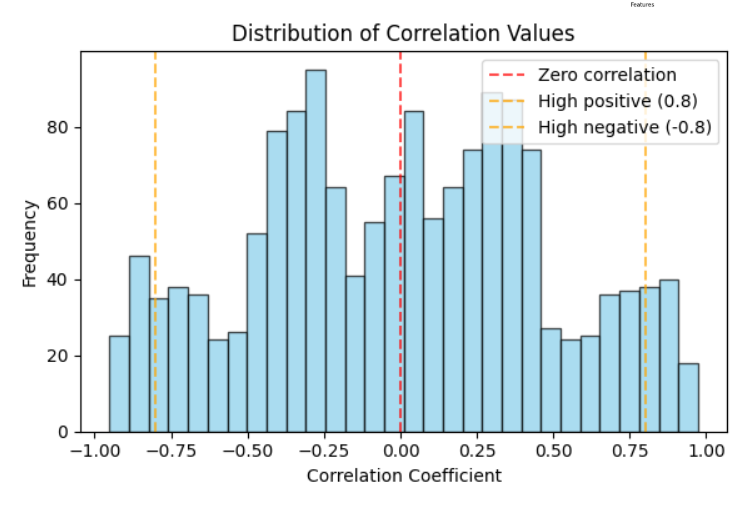 Features
Distribution of Correlation Values
Zero correlation
High positive (0.8)
High negative (-0.8)
Frequency
80
60
40
20
0
−1.00 −0.75 −0.50 −0.25 0.00 0.25 0.50 0.75 1.00
Correlation Coefficient